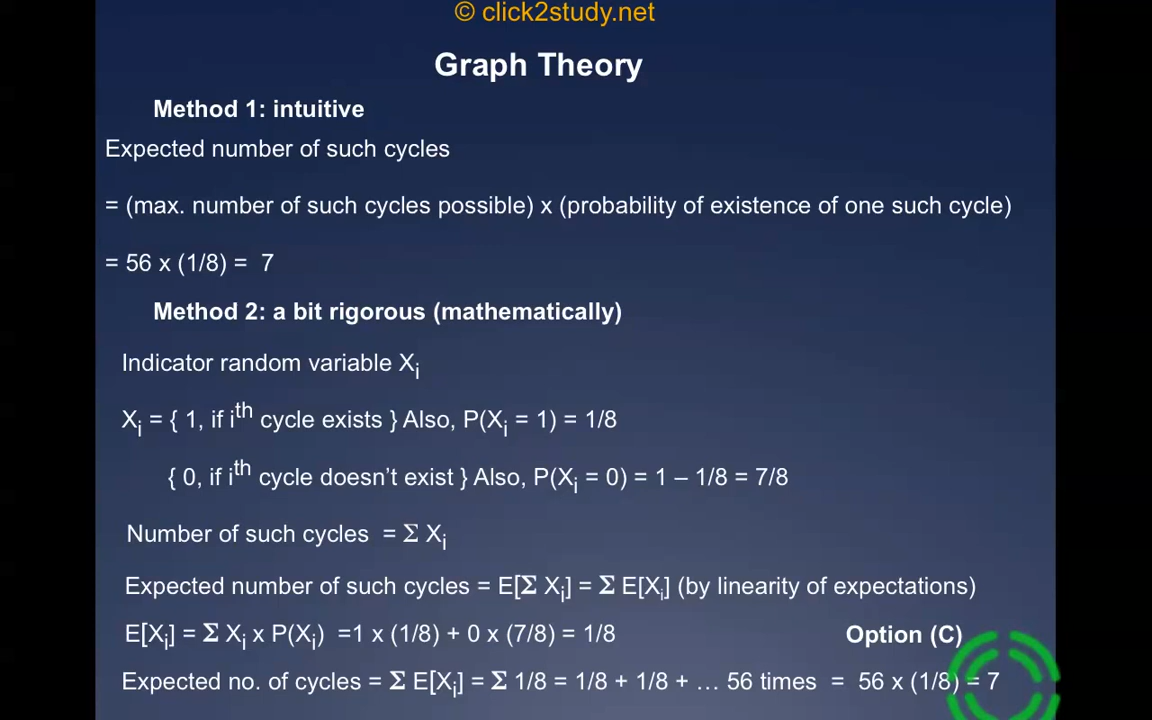 © click2study.net
Graph Theory
Method 1: intuitive
Expected number of such cycles
= (max. number of such cycles possible) x (probability of existence of one such cycle)
= 56 x (1/8) = 7
Method 2: a bit rigorous (mathematically)
Indicator random variable Xi
Xi = { 1, if ith cycle exists } Also, P(Xi = 1) = 1/8
{ 0, if ith cycle doesn’t exist } Also, P(Xi = 0) = 1 – 1/8 = 7/8
Number of such cycles = Σ Xi
Expected number of such cycles = E[Σ Xi] = Σ E[Xi] (by linearity of expectations)
E[Xi] = Σ Xi x P(Xi) =1 x (1/8) + 0 x (7/8) = 1/8
Option (C)
Expected no. of cycles = Σ E[Xi] = Σ 1/8 = 1/8 + 1/8 + … 56 times = 56 x (1/8) = 7